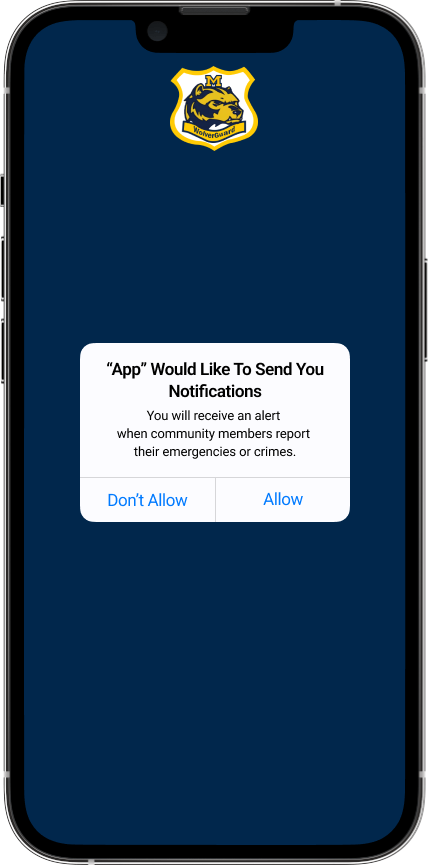 M
WolverGuard
“App” Would Like To Send You
Notifications
You will receive an alert
when community members report
their emergencies or crimes.
Don’t Allow
Allow